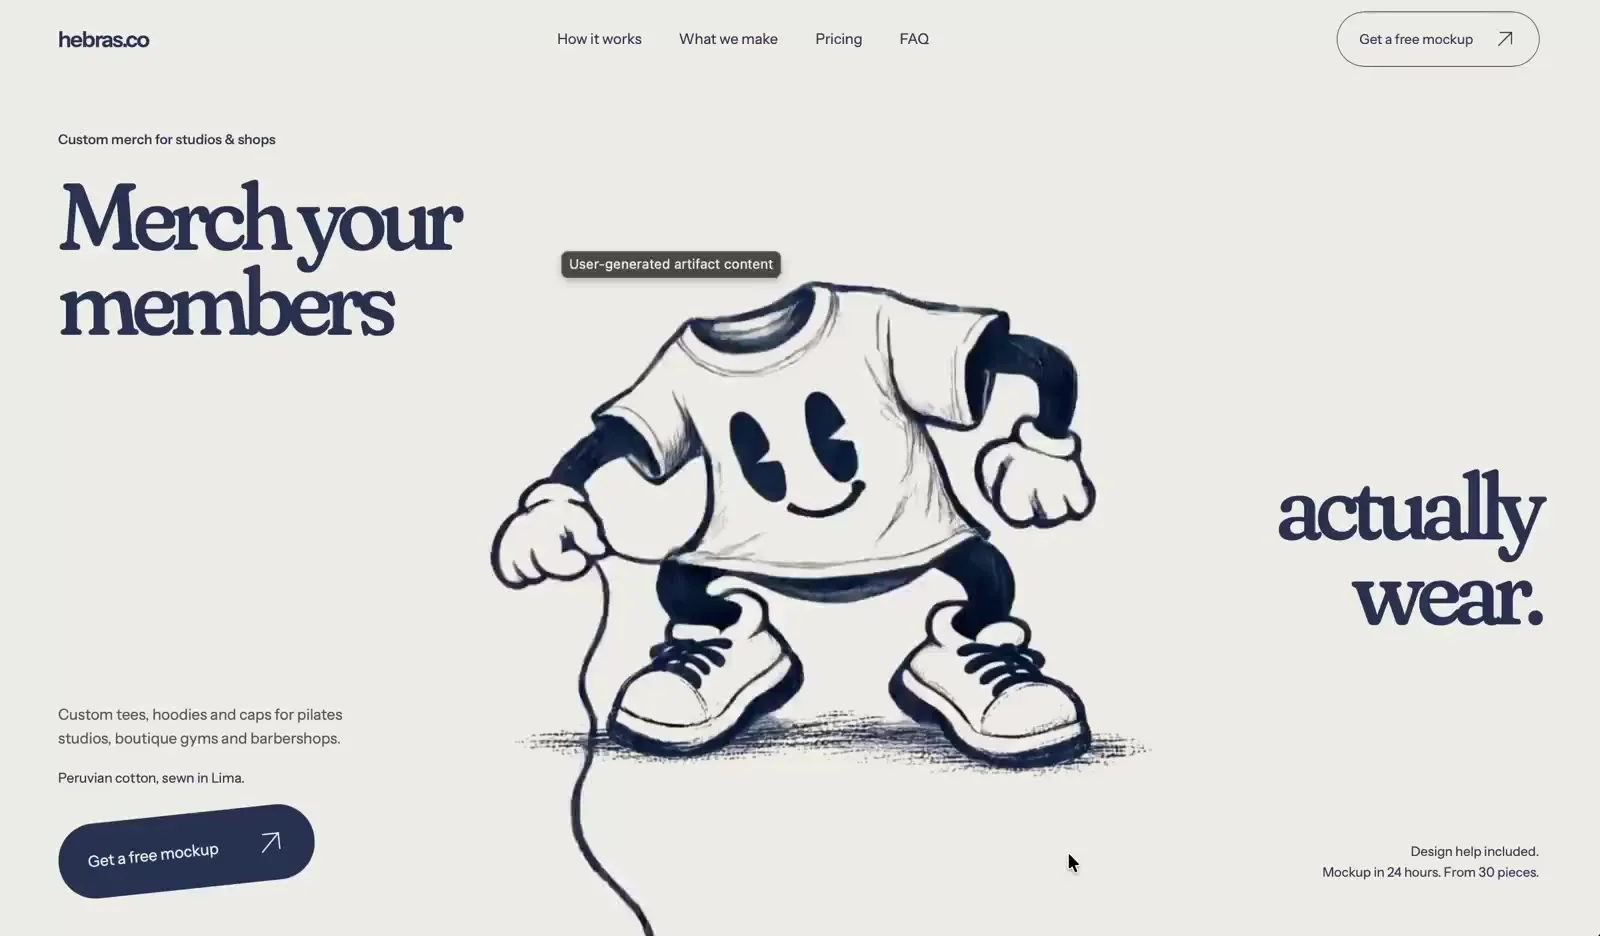 hebras.co
How it works
What we make
Pricing
FAQ
Get a free mockup
Custom merch for studios & shops
Merch your
members
User-generated artifact content
actually
wear.
Custom tees, hoodies and caps for pilates
studios, boutique gyms and barbershops.
Peruvian cotton, sewn in Lima.
Get a free mockup
Design help included.
Mockup in 24 hours. From 30 pieces.